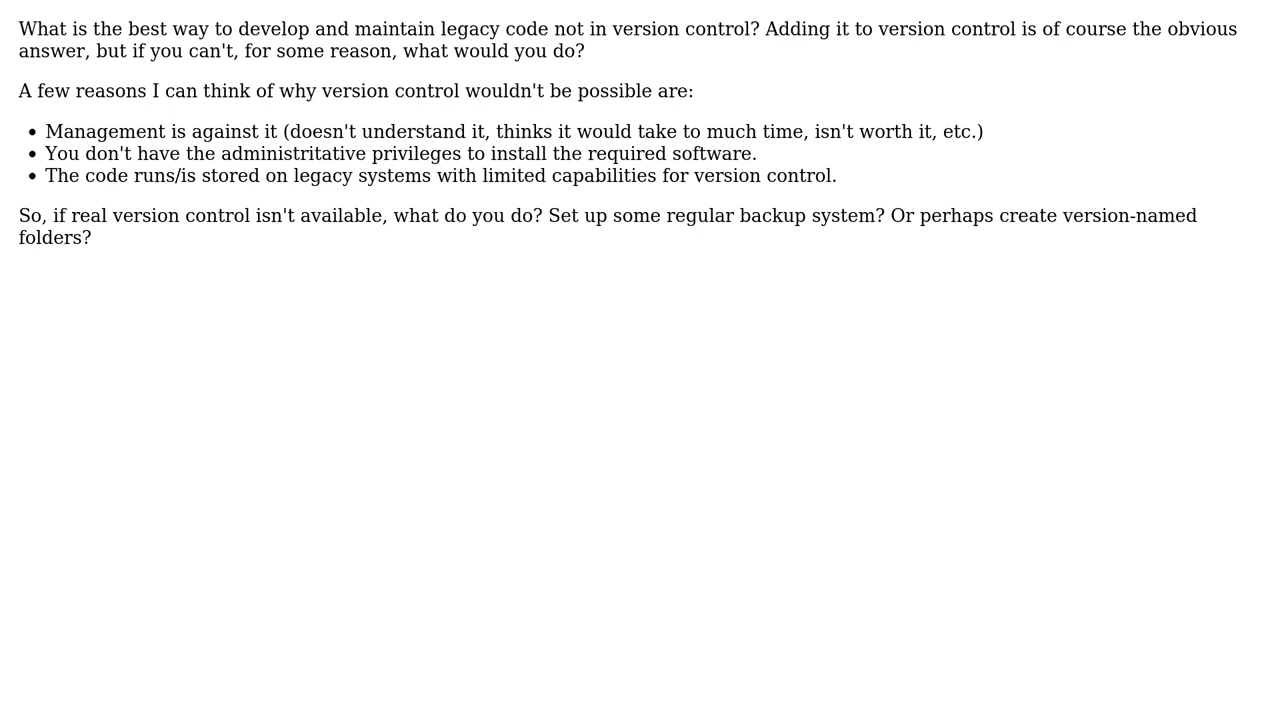 What is the best way to develop and maintain legacy code not in version control? Adding it to version control is of course the obvious
answer, but if you can't, for some reason, what would you do?
A few reasons I can think of why version control wouldn't be possible are:
• Management is against it (doesn't understand it, thinks it would take to much time, isn't worth it, etc.)
• You don't have the administritative privileges to install the required software.
• The code runs/is stored on legacy systems with limited capabilities for version control.
So, if real version control isn't available, what do you do? Set up some regular backup system? Or perhaps create version-named
folders?